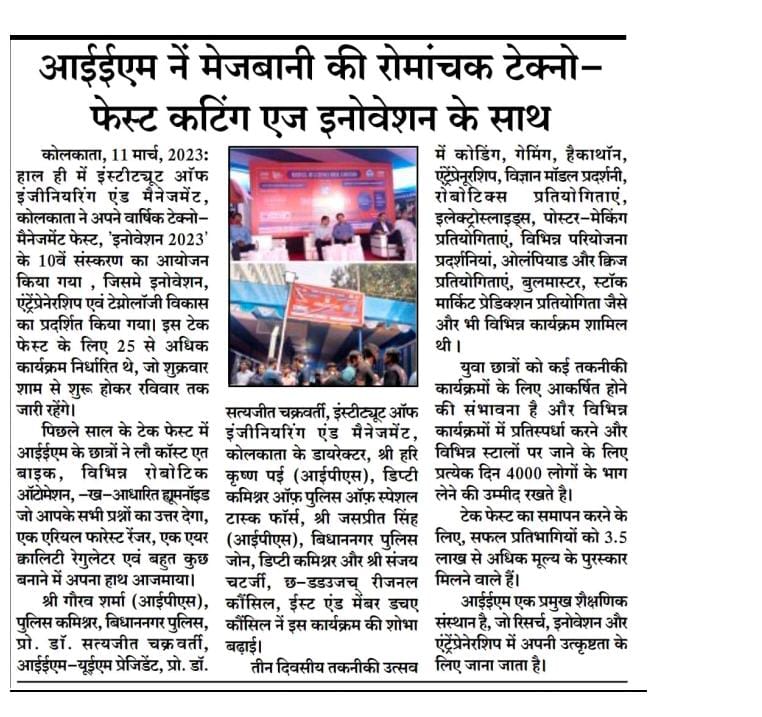 आईईएम नें मेजबानी की रोमांचक टेक्नो-
फेस्ट कटिंग एज इनोवेशन के साथ
कोलकाता, 11 मार्च, 2023:
हाल ही में इंस्टीट्यूट ऑफ
इंजीनियरिंग एंड मैनेजमेंट,
कोलकाता ने अपने वार्षिक टेक्नो-
मैनेजमेंट फेस्ट, 'इनोवेशन 2023'
के 10वें संस्करण का आयोजन
किया गया , जिसमे इनोवेशन,
एंट्रेप्रेनेरशिप एवं टेग्नोलॉजी विकास
का प्रदर्शित किया गया। इस टेक
फेस्ट के लिए 25 से अधिक
कार्यक्रम निर्धारित थे, जो शुक्रवार
शाम से शुरू होकर रविवार तक
जारी रहेंगे।
पिछले साल के टेक फेस्ट में
आईईएम के छात्रों ने लौ कॉस्ट एत
बाइक, विभिन्न रोबोटिक
ऑटोमेशन, -ख-आधारित ह्यूमनॉइड
जो आपके सभी प्रश्नों का उत्तर देगा,
एक एरियल फारेस्ट रेंजर, एक एयर
क्वालिटी रेगुलेटर एवं बहुत कुछ
बनाने में अपना हाथ आजमाया।
श्री गौरव शर्मा (आईपीएस),
पुलिस कमिश्नर, बिधाननगर पुलिस,
प्रो. डॉ. सत्यजीत चक्रवर्ती,
आईईएम-यूईएम प्रेजिडेंट, प्रो. डॉ.
सत्यजीत चक्रवर्ती, इंस्टीट्यूट ऑफ
इंजीनियरिंग एंड मैनेजमेंट,
कोलकाता के डायरेक्टर, श्री हरि
कृष्ण पई (आईपीएस), डिप्टी
कमिश्नर ऑफ़ पुलिस ऑफ़ स्पेशल
टास्क फॉर्स, श्री जसप्रीत सिंह
(आईपीएस), बिधाननगर पुलिस
जोन, डिप्टी कमिश्नर और श्री संजय
चटर्जी, छ-डडउजच् रीजनल
कौंसिल, ईस्ट एंड मेंबर डचए
कौंसिल नें इस कार्यक्रम की शोभा
बढ़ाई।
तीन दिवसीय तकनीकी उत्सव
में कोडिंग, गेमिंग, हैकाथॉन,
एंट्रेप्रेनूरशिप, विज्ञान मॉडल प्रदर्शनी,
रोबोटिक्स प्रतियोगिताएं,
इलेक्ट्रोस्लाइड्स, पोस्टर-मेकिंग
प्रतियोगिताएं, विभिन्न परियोजना
प्रदर्शनियां, ओलंपियाड और क्विज
प्रतियोगिताएं, बुलमास्टर, स्टॉक
मार्किट प्रेडिक्शन प्रतियोगिता जैसे
और भी विभिन्न कार्यक्रम शामिल
थी ।
युवा छात्रों को कई तकनीकी
कार्यक्रमों के लिए आकर्षित होने
की संभावना है और विभिन्न
कार्यक्रमों में प्रतिस्पर्धा करने और
विभिन्न स्टालों पर जाने के लिए
प्रत्येक दिन 4000 लोगों के भाग
लेने की उम्मीद रखते है।
टेक फेस्ट का समापन करने के
लिए, सफल प्रतिभागियों को 3.5
लाख से अधिक मूल्य के पुरस्कार
मिलने वाले हैं।
आईईएम एक प्रमुख शैक्षणिक
संस्थान है, जो रिसर्च, इनोवेशन और
एंट्रेप्रेनेरशिप में अपनी उत्कृष्टता के
लिए जाना जाता है।